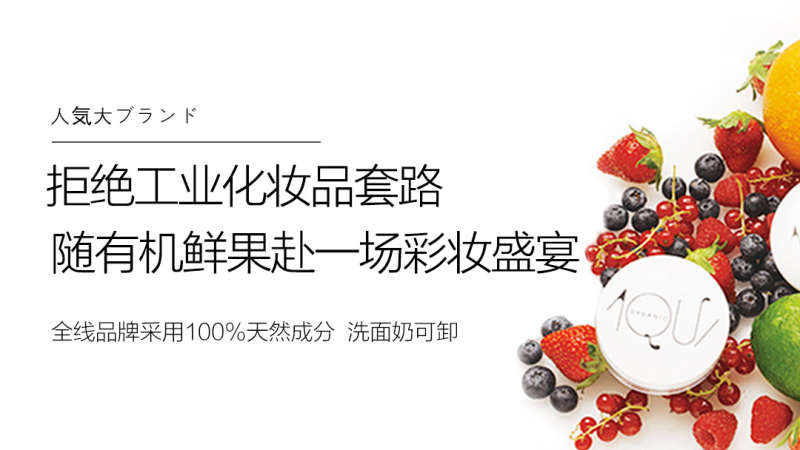 人気大ブランド
拒绝工业化妆品套路
随有机鲜果赴一场彩妆盛宴
全线品牌采用100%天然成分 洗面奶可卸
ORGANIC